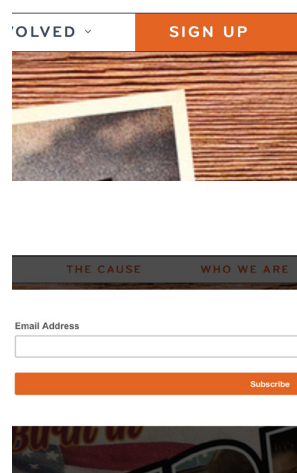 OLVED
SIGN UP
THE CAUSE WHO WE ARE
Email Address
Subscribe